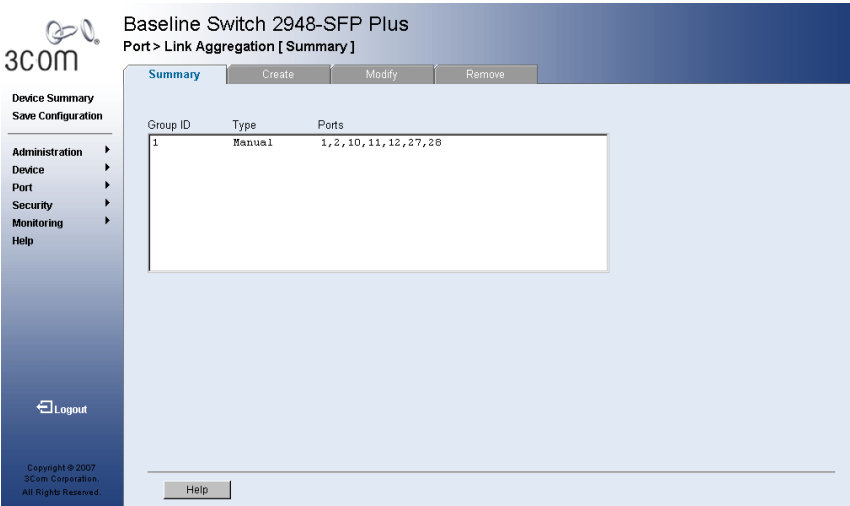 3COM
Baseline Switch 2948-SFP Plus
Port > Link Aggregation [ Summary ]
Summary Create Modify Remove
Device Summary
Save Configuration
Administration
Device
Port
Security
Monitoring
Help
Group ID Type Ports
1 Manual 1,2,10,11,12,27,28
Logout
Copyright © 2007
3Com Corporation.
All Rights Reserved.
Help